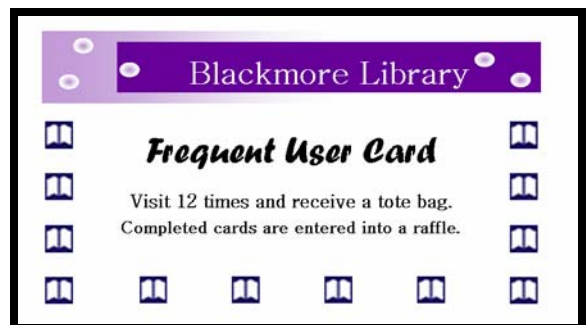 Blackmore Library
Frequent User Card
Visit 12 times and receive a tote bag.
Completed cards are entered into a raffle.